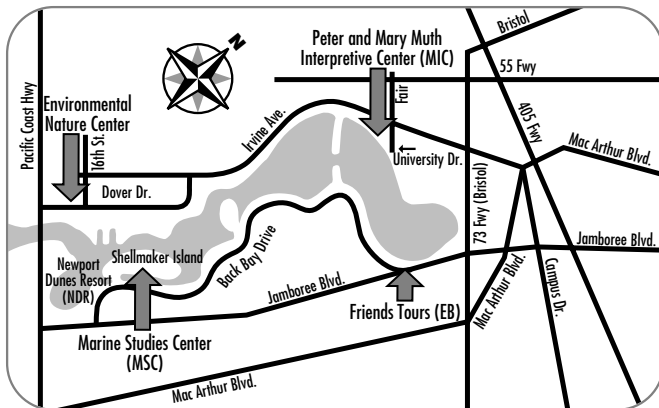 N
Peter and Mary Muth
Interpretive Center (MIC)
Bristol
55 Fwy
Fair
405 Fwy
Pacific Coast Hwy
Environmental
Nature Center
16th St.
Irvine Ave.
University Dr.
Mac Arthur Blvd.
Dover Dr.
73 Fwy (Bristol)
Newport
Dunes Resort
(NDR)
Shellmaker Island
Back Bay Drive
Jamboree Blvd.
Jamboree Blvd.
Mac Arthur Blvd.
Campus Dr.
Friends Tours (EB)
Marine Studies Center
(MSC)
Mac Arthur Blvd.